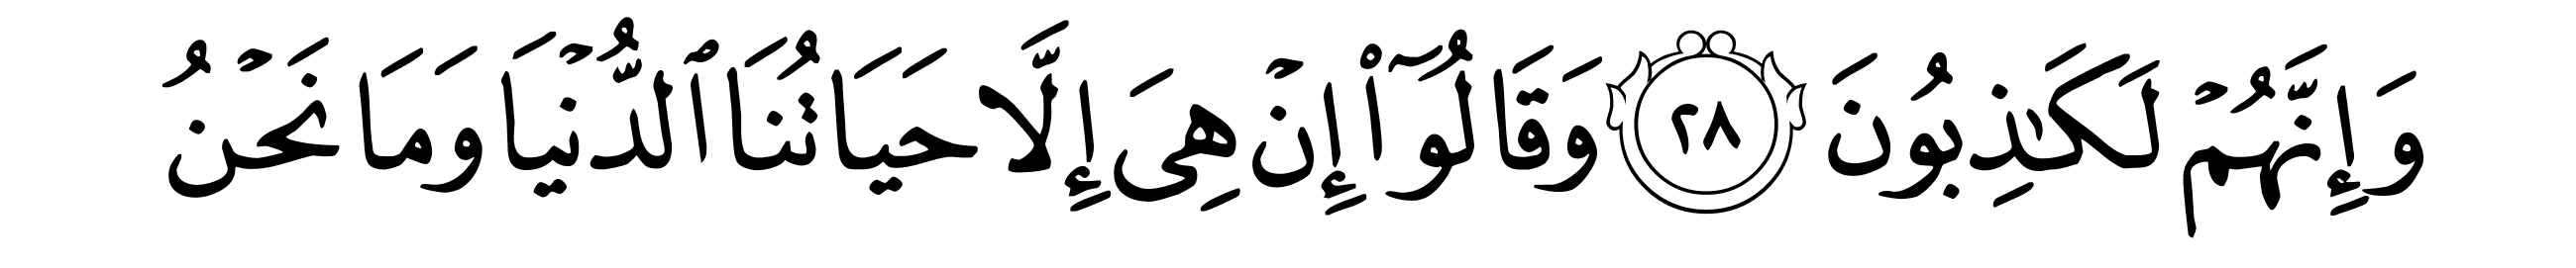 وَإِنَّهُمْ لَكَـٰذِبُونَ ٢٨ وَقَالُوٓا۟ إِنْ هِىَ إِلَّا حَيَاتُنَا ٱلدُّنْيَا وَمَا نَحْنُ